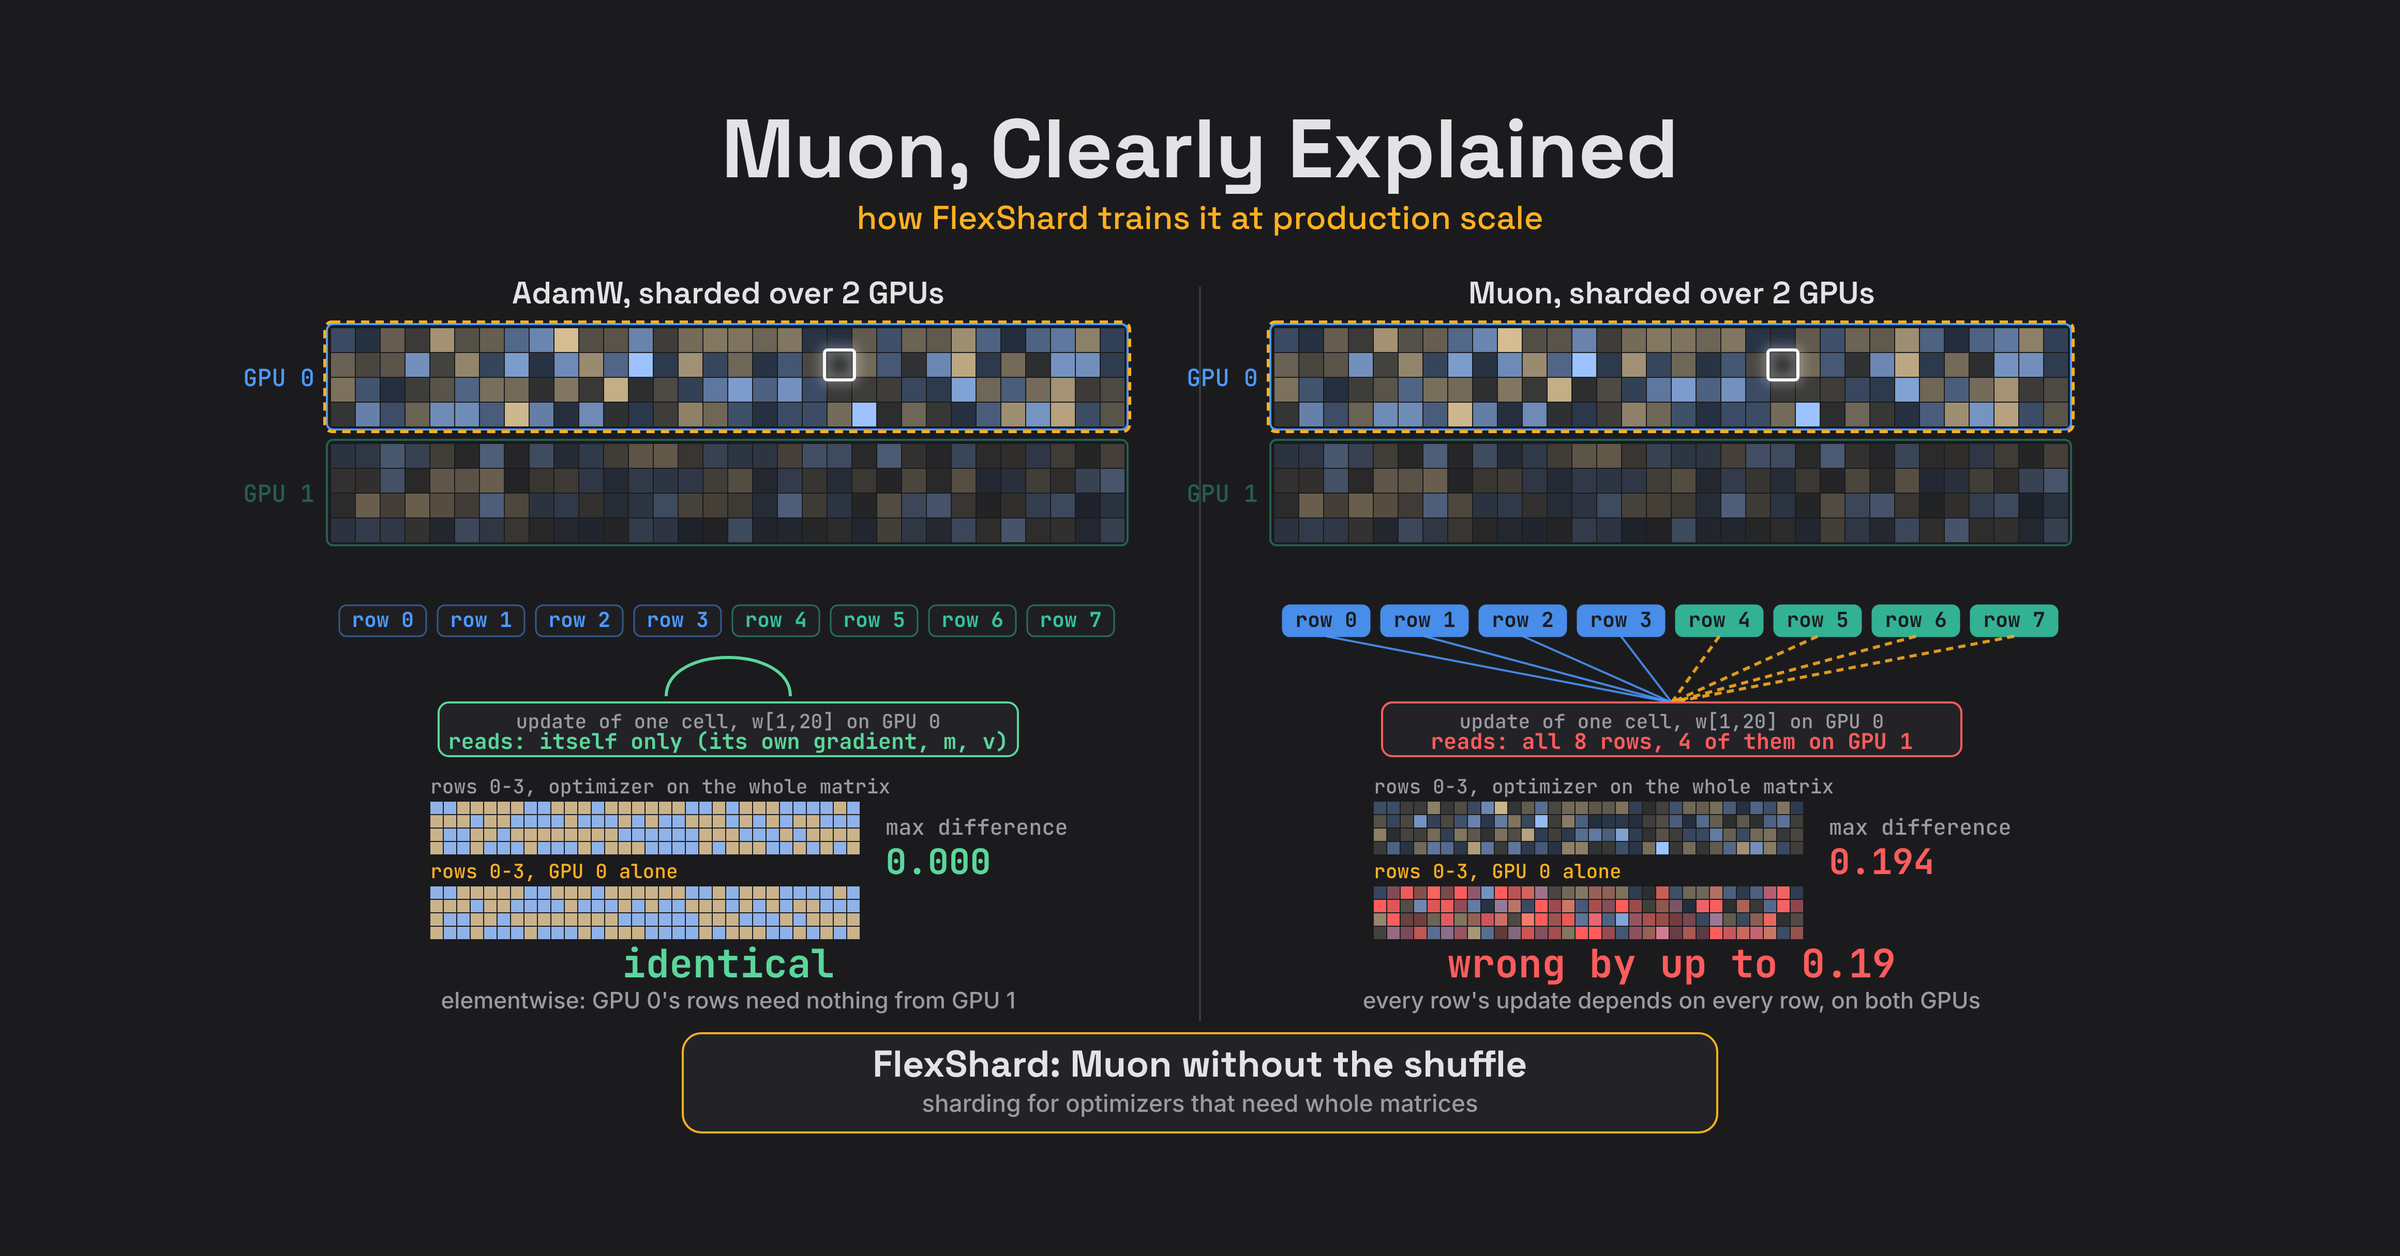 Muon, Clearly Explained
how FlexShard trains it at production scale
AdamW, sharded over 2 GPUs
GPU 0
GPU 1
row 0 row 1 row 2 row 3 row 4 row 5 row 6 row 7
update of one cell, w[1,20] on GPU 0
reads: itself only (its own gradient, m, v)
rows 0-3, optimizer on the whole matrix
max difference
0.000
rows 0-3, GPU 0 alone
identical
elementwise: GPU 0's rows need nothing from GPU 1
Muon, sharded over 2 GPUs
GPU 0
GPU 1
row 0 row 1 row 2 row 3 row 4 row 5 row 6 row 7
update of one cell, w[1,20] on GPU 0
reads: all 8 rows, 4 of them on GPU 1
rows 0-3, optimizer on the whole matrix
max difference
0.194
rows 0-3, GPU 0 alone
wrong by up to 0.19
every row's update depends on every row, on both GPUs
FlexShard: Muon without the shuffle
sharding for optimizers that need whole matrices